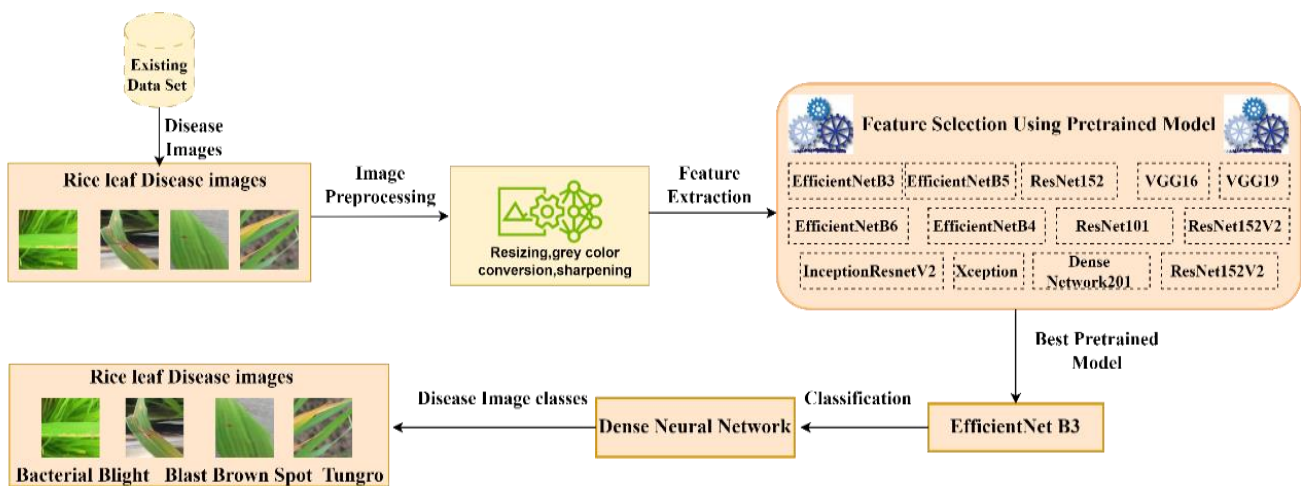 Existing
Data Set
Disease
Images
Rice leaf Disease images
Image
Preprocessing
Resizing,grey color
conversion,sharpening
Feature
Extraction
Feature Selection Using Pretrained Model
EfficientNetB3 EfficientNetB5 ResNet152 VGG16 VGG19
EfficientNetB6 EfficientNetB4 ResNet101 ResNet152V2
InceptionResnetV2 Xception Dense Network201 ResNet152V2
Best Pretrained
Model
EfficientNet B3
Classification
Dense Neural Network
Disease Image classes
Rice leaf Disease images
Bacterial Blight Blast Brown Spot Tungro